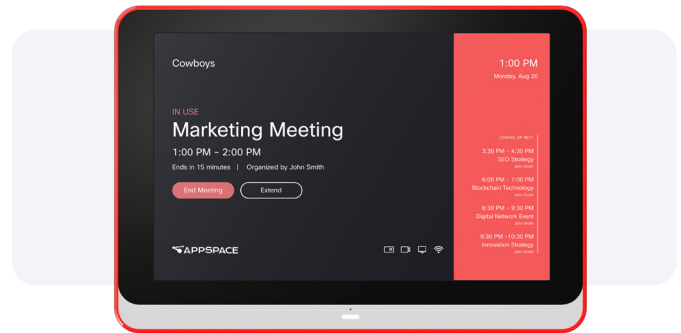 Cowboys
IN USE
Marketing Meeting
1:00 PM - 2:00 PM
Ends in 15 minutes | Organized by John Smith
End Meeting
Extend
APPSPACE
1:00 PM
Monday, Aug 20
COMING UP NEXT
3:30 PM - 4:30 PM
SEO Strategy
John Smith
6:00 PM - 7:00 PM
Blockchain Technology
John Smith
8:30 PM - 9:30 PM
Digital Network Event
John Smith
9:30 PM -10:30 PM
Innovation Strategy
John Smith